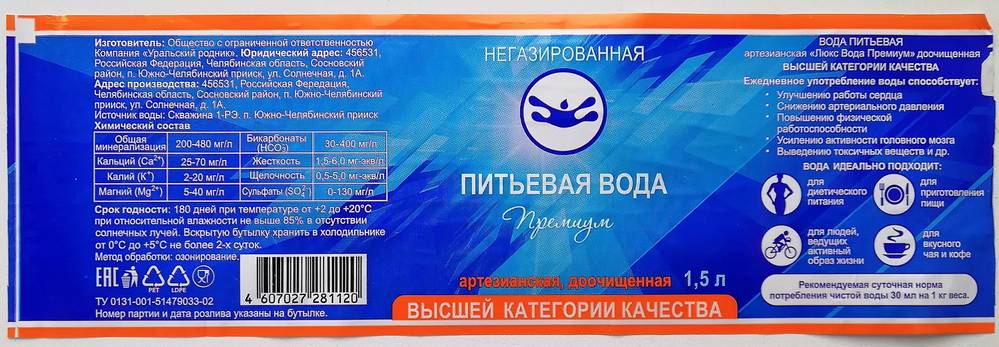 Изготовитель: Общество с ограниченной ответственностью
Компания «Уральский родник». Юридический адрес: 456531,
Российская Федерация, Челябинская область, Сосновский
район, п. Южно-Челябинский прииск, ул. Солнечная, д. 1А.
Адрес производства: 456531, Российская Федерация,
Челябинская область, Сосновский район, п. Южно-Челябинский
прииск, ул. Солнечная, д. 1А.
Источник воды: Скважина 1-РЭ. п. Южно-Челябинский прииск
Химический состав
Общая минерализация 200-480 мг/л Бикарбонаты (HCO3) 30-400 мг/л
Кальций (Ca2+) 25-70 мг/л Жесткость 1,5-6,0 мг-экв/л
Калий (K+) 2-20 мг/л Щелочность 0,5-5,0 мг-экв/л
Магний (Mg2+) 5-40 мг/л Сульфаты (SO42-) 0-130 мг/л
Срок годности: 180 дней при температуре от +2 до +20°С
при относительной влажности не выше 85% в отсутствии
солнечных лучей. Вскрытую бутылку хранить в холодильнике
от 0°С до +5°С не более 2-х суток.
Метод обработки: озонирование.
EAC
PET
LDPE
4 607027 281120
ТУ 0131-001-51479033-02
Номер партии и дата розлива указаны на бутылке.
НЕГАЗИРОВАННАЯ
ПИТЬЕВАЯ ВОДА
Премиум
артезианская, доочищенная 1,5 л
ВЫСШЕЙ КАТЕГОРИИ КАЧЕСТВА
ВОДА ПИТЬЕВАЯ
артезианская «Люкс Вода Премиум» доочищенная
ВЫСШЕЙ КАТЕГОРИИ КАЧЕСТВА
Ежедневное употребление воды способствует:
• Улучшению работы сердца
• Снижению артериального давления
• Повышению физической
работоспособности
• Усилению активности головного мозга
• Выведению токсичных веществ и др.
ВОДА ИДЕАЛЬНО ПОДХОДИТ:
для
диетического
питания
для
приготовления
пищи
для людей,
ведущих
активный
образ жизни
для
вкусного
чая и кофе
Рекомендуемая суточная норма
потребления чистой воды 30 мл на 1 кг веса.